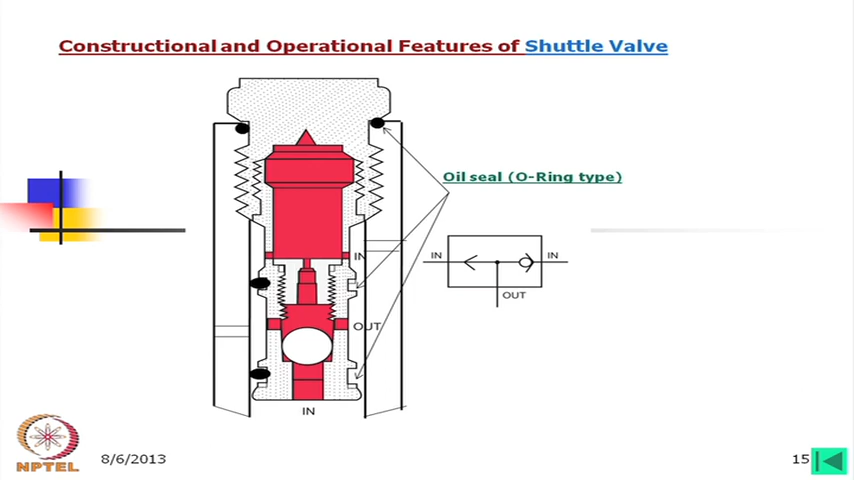 Constructional and Operational Features of Shuttle Valve
Oil seal (O-Ring type)
IN
OUT
IN
IN
IN
OUT
NPTEL
8/6/2013
15